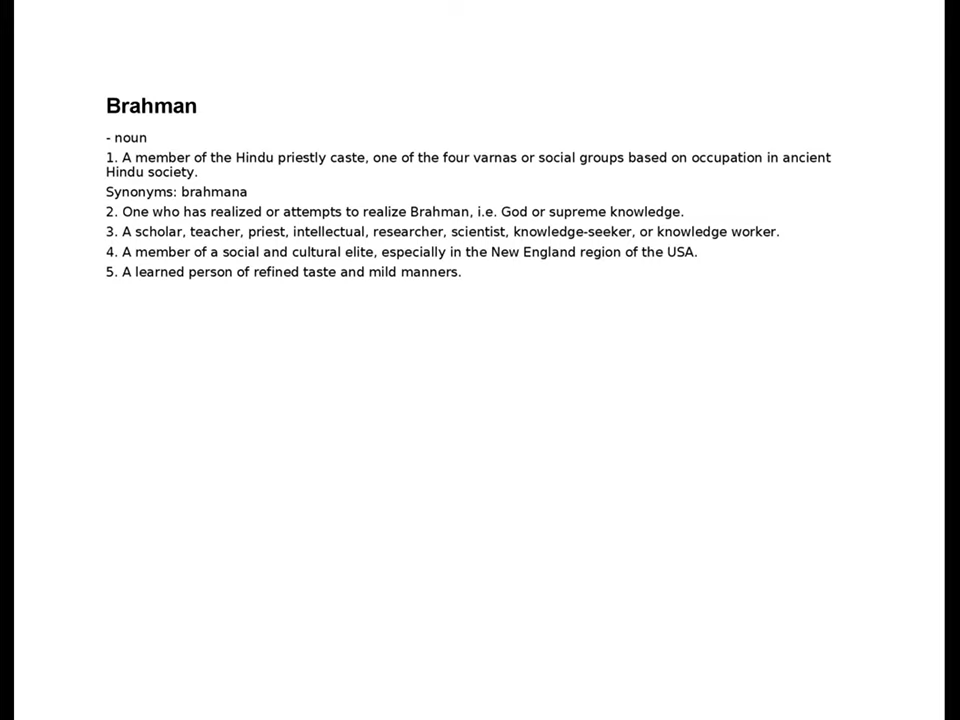 Brahman
- noun
1. A member of the Hindu priestly caste, one of the four varnas or social groups based on occupation in ancient
Hindu society.
Synonyms: brahmana
2. One who has realized or attempts to realize Brahman, i.e. God or supreme knowledge.
3. A scholar, teacher, priest, intellectual, researcher, scientist, knowledge-seeker, or knowledge worker.
4. A member of a social and cultural elite, especially in the New England region of the USA.
5. A learned person of refined taste and mild manners.